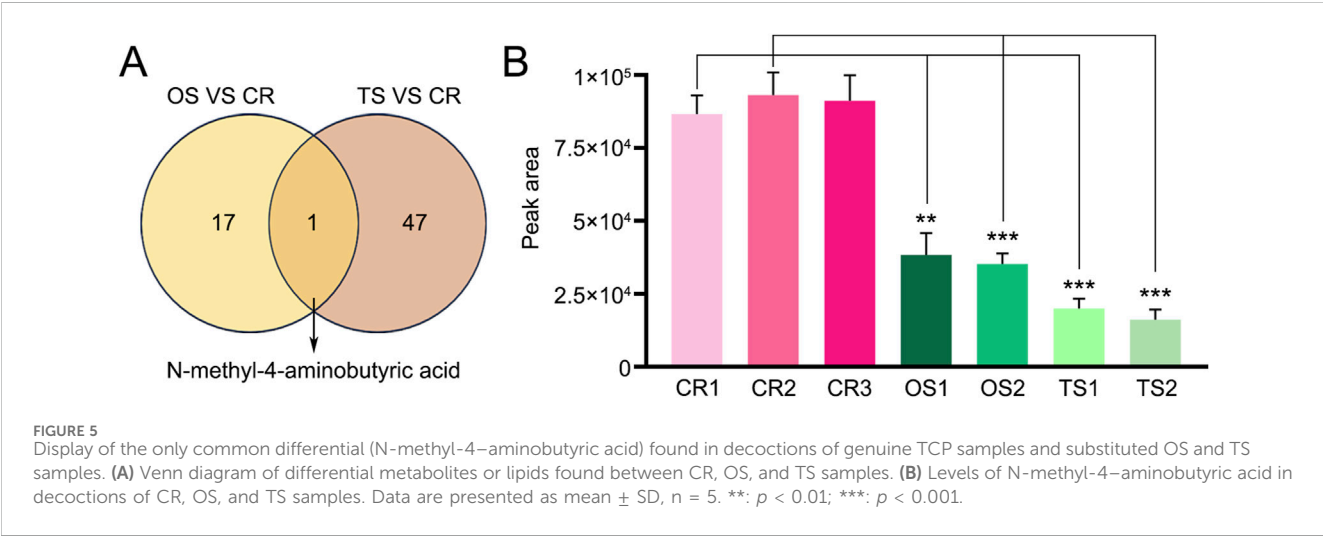 A
OS VS CR
TS VS CR
17
1
47
N-methyl-4-aminobutyric acid
B
Peak area
1×10⁵
7.5×10⁴
5×10⁴
2.5×10⁴
0
**
***
***
***
CR1 CR2 CR3 OS1 OS2 TS1 TS2
FIGURE 5
Display of the only common differential (N-methyl-4–aminobutyric acid) found in decoctions of genuine TCP samples and substituted OS and TS
samples. (A) Venn diagram of differential metabolites or lipids found between CR, OS, and TS samples. (B) Levels of N-methyl-4–aminobutyric acid in
decoctions of CR, OS, and TS samples. Data are presented as mean ± SD, n = 5. **: p < 0.01; ***: p < 0.001.